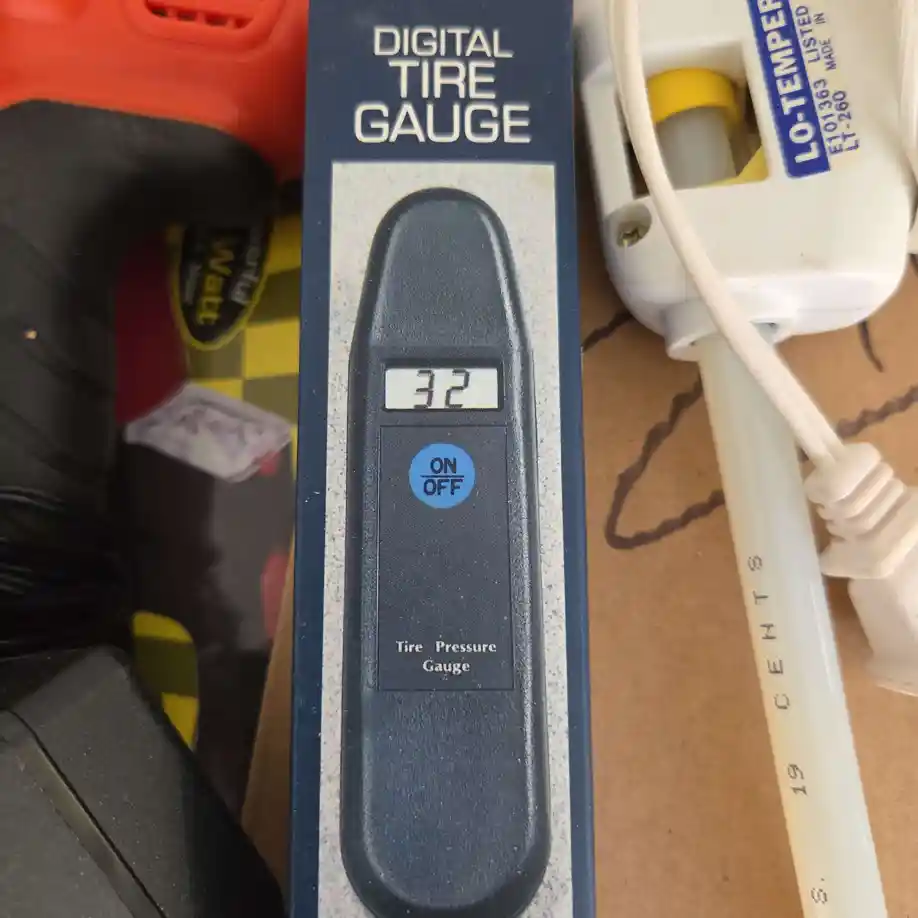 DIGITAL
TIRE
GAUGE
32
ON
OFF
Tire Pressure
Gauge
Watt
LO-TEMPER
E101363 LISTED
LT-260 MADE IN
19 CENTS